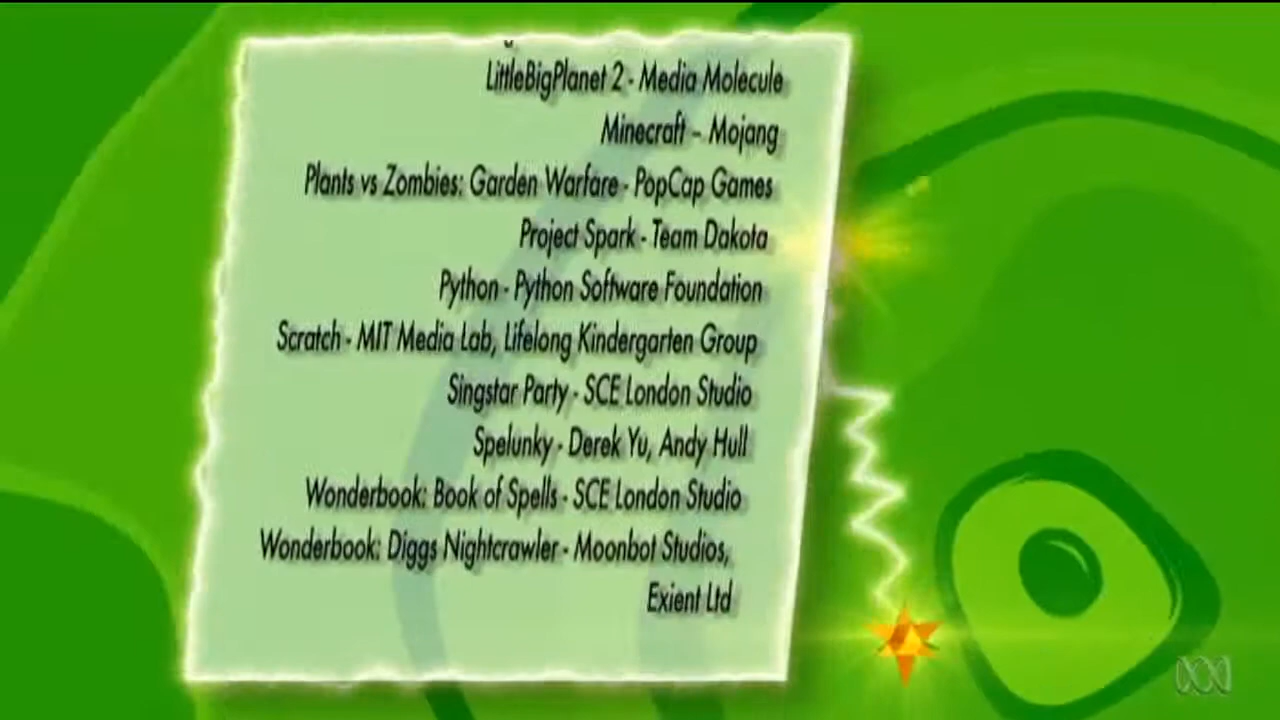 LittleBigPlanet 2 - Media Molecule
Minecraft - Mojang
Plants vs Zombies: Garden Warfare - PopCap Games
Project Spark - Team Dakota
Python - Python Software Foundation
Scratch - MIT Media Lab, Lifelong Kindergarten Group
Singstar Party - SCE London Studio
Spelunky - Derek Yu, Andy Hull
Wonderbook: Book of Spells - SCE London Studio
Wonderbook: Diggs Nightcrawler - Moonbot Studios,
Exient Ltd